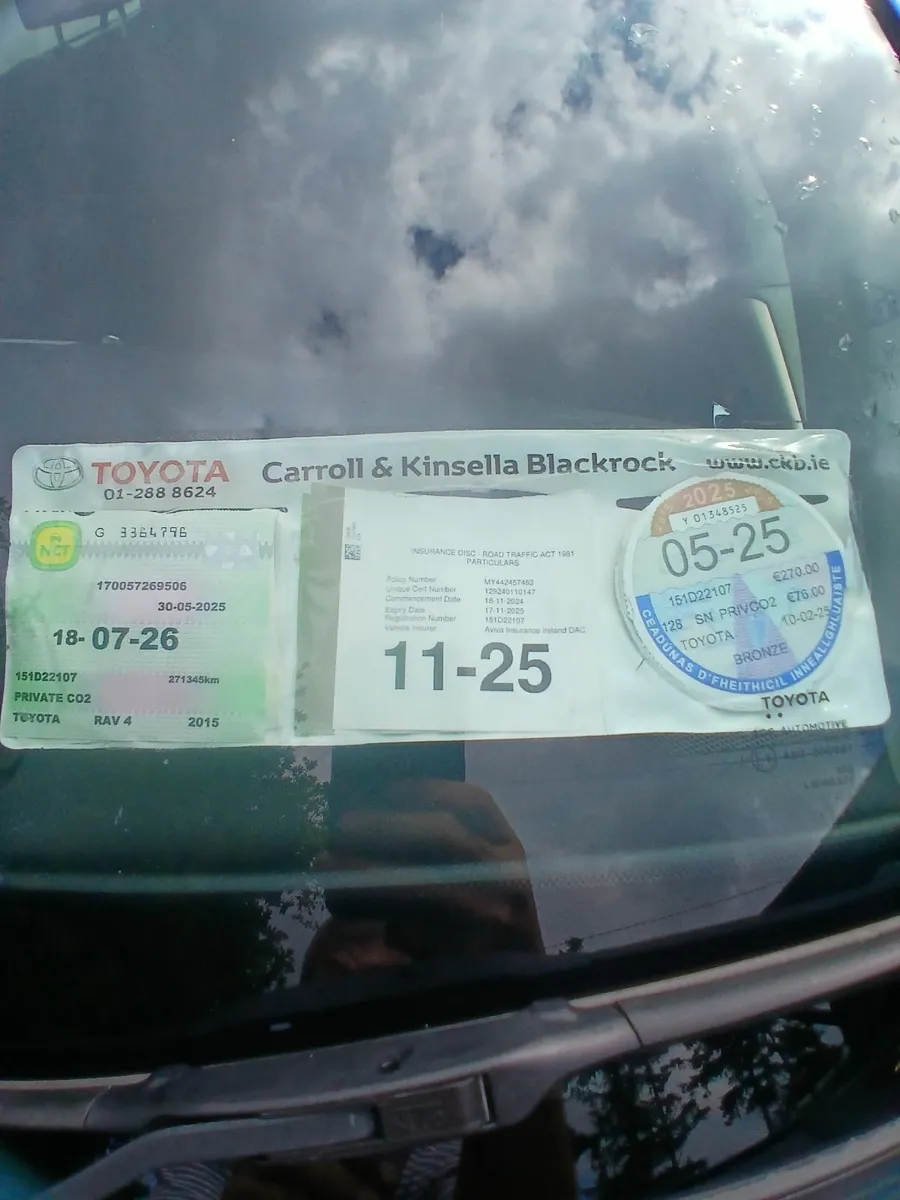 TOYOTA
01-288 8624
Carroll & Kinsella Blackrock
www.ckb.ie
NCT
G 3364796
170057269506
30-05-2025
18-07-26
151D22107
271345km
PRIVATE CO2
TOYOTA RAV 4 2015
INSURANCE DISC - ROAD TRAFFIC ACT 1981
PARTICULARS
Policy Number MY442457483
Unique Cert Number 129240110147
Commencement Date 18-11-2024
Expiry Date 17-11-2025
Registration Number 151D22107
Vehicle Insurer Aviva Insurance Ireland DAC
11-25
2025
Y 01348525
05-25
151D22107 €270.00
128 SN PRIVCO2 €76.00
TOYOTA 10-02-25
BRONZE
CEADÚNAS D'FHEITHICIL INNEALLGHLUAISTE
TOYOTA
AUTOMOTIVE